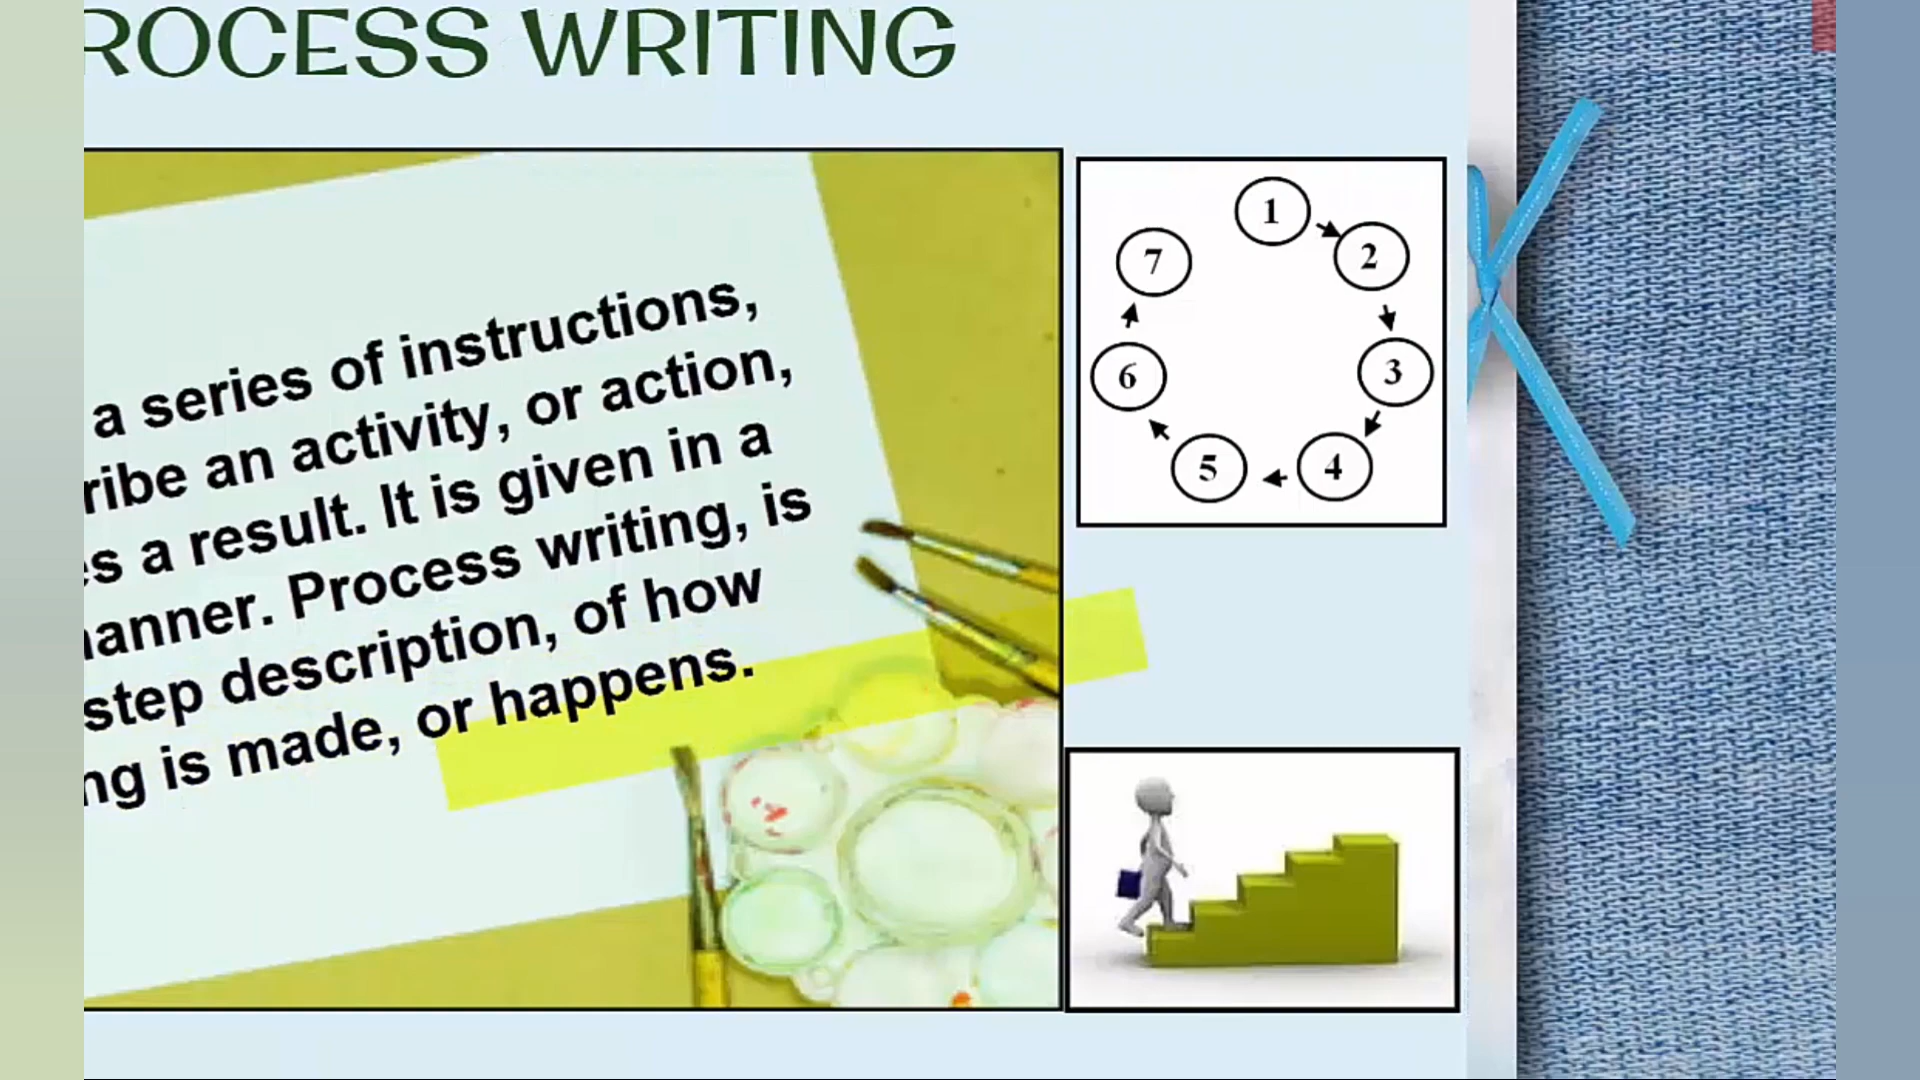 ROCESS WRITING
a series of instructions,
ribe an activity, or action,
es a result. It is given in a
anner. Process writing, is
step description, of how
ng is made, or happens.
1
2
3
4
5
6
7